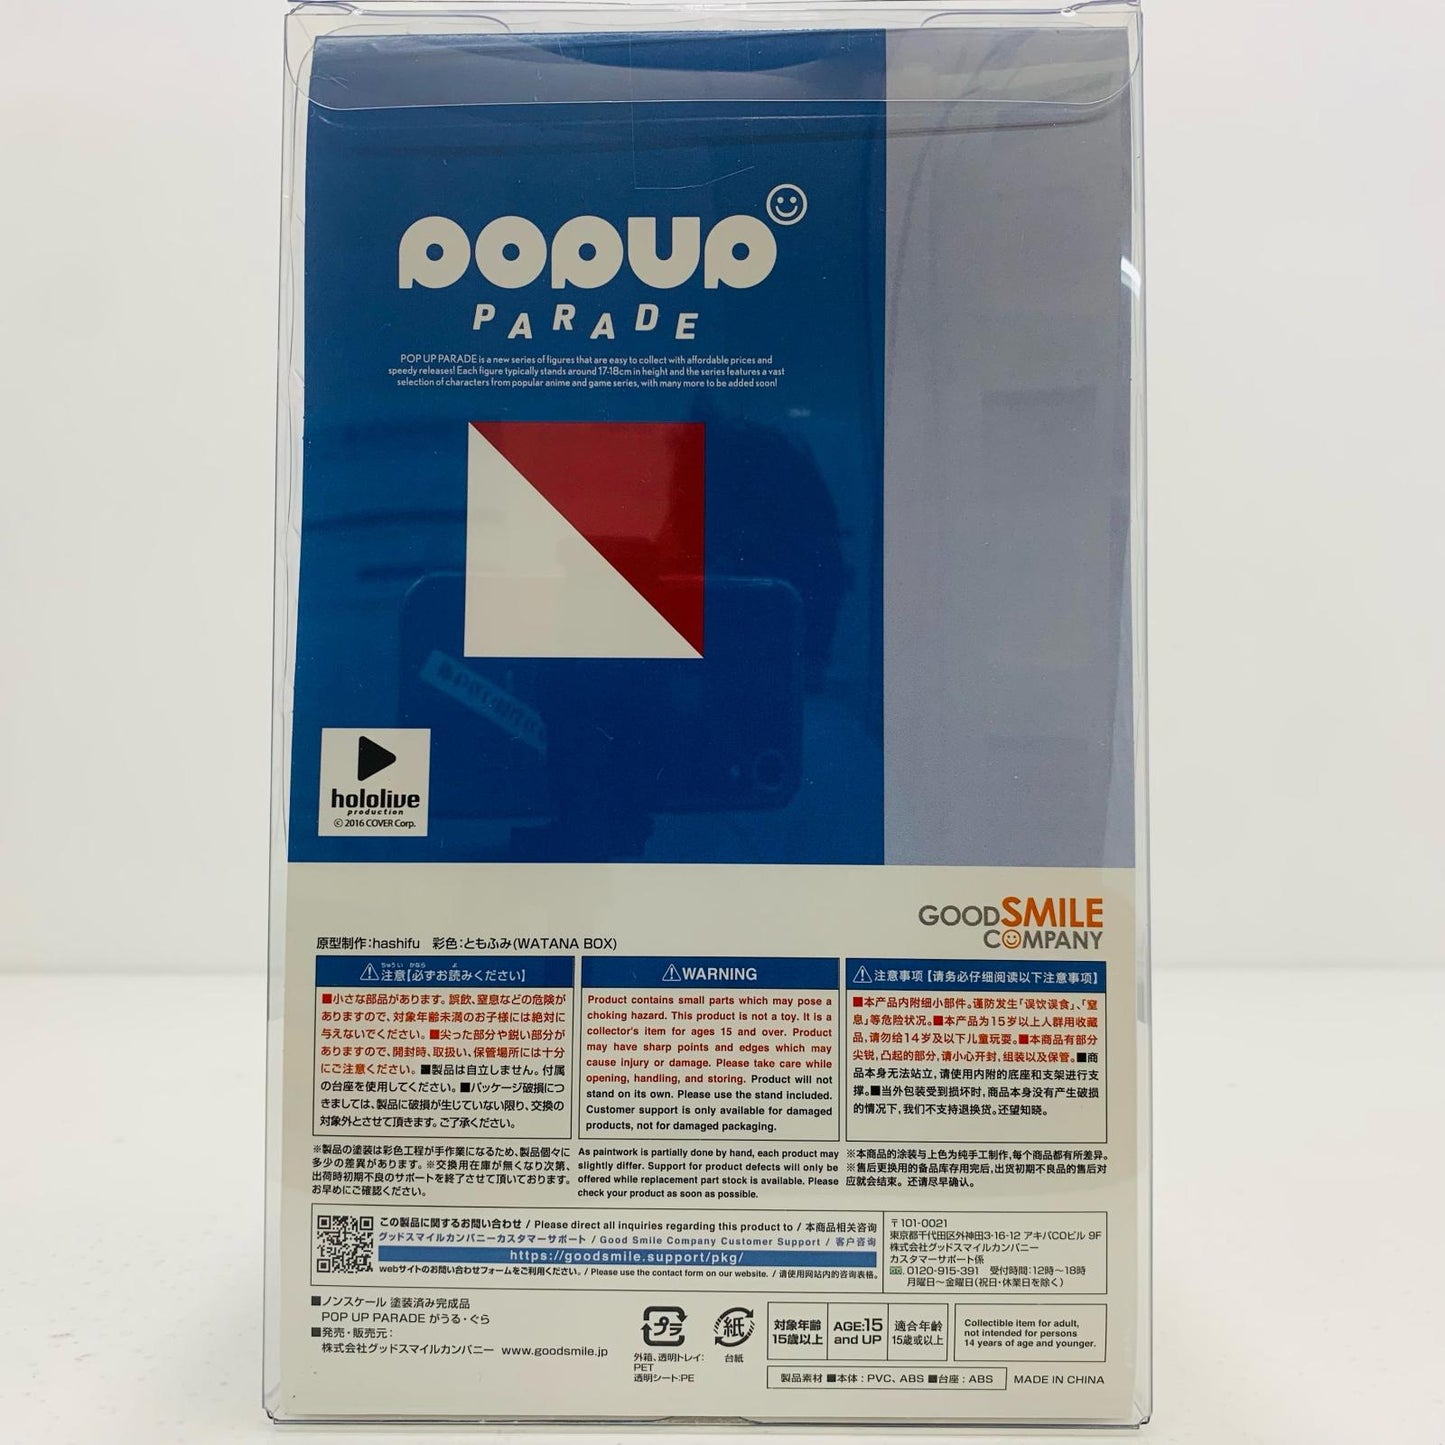 POPUP
PARADE
POP UP PARADE is a new series of figures that are easy to collect with affordable prices and
speedy releases! Each figure typically stands around 17-18cm in height and the series features a vast
selection of characters from popular anime and game series, with many more to be added soon!
hololive
production
© 2016 COVER Corp.
GOODSMILE
COMPANY
原型制作:hashifu 彩色:ともふみ(WATANA BOX)
ちゅうい かなら よ
⚠注意【必ずお読みください】
■小さな部品があります。誤飲、窒息などの危険が
ありますので、対象年齢未満のお子様には絶対に
与えないでください。■尖った部分や鋭い部分が
ありますので、開封時、取扱い、保管場所には十分
にご注意ください。■製品は自立しません。付属
の台座を使用してください。■パッケージ破損につ
きましては、製品に破損が生じていない限り、交換の
対象外とさせて頂きます。ご了承ください。
⚠WARNING
Product contains small parts which may pose a
choking hazard. This product is not a toy. It is a
collector's item for ages 15 and over. Product
may have sharp points and edges which may
cause injury or damage. Please take care while
opening, handling, and storing. Product will not
stand on its own. Please use the stand included.
Customer support is only available for damaged
products, not for damaged packaging.
⚠注意事项【请务必仔细阅读以下注意事项】
■本产品内附细小部件。谨防发生「误饮误食」、「窒
息」等危险状况。■本产品为15岁以上人群用收藏
品,请勿给14岁及以下儿童玩耍。■本商品有部分
尖锐,凸起的部分,请小心开封,组装以及保管。■商
品本身无法站立,请使用内附的底座和支架进行支
撑。■当外包装受到损坏时,商品本身没有产生破损
的情况下,我们不支持退换货。还望知晓。
※製品の塗装は彩色工程が手作業になるため、製品個々に
多少の差異があります。※交換用在庫が無くなり次第、
出荷時初期不良のサポートを終了させて頂いております。
お早めにご確認ください。
As paintwork is partially done by hand, each product may
slightly differ. Support for product defects will only be
offered while replacement part stock is available. Please
check your product as soon as possible.
※本商品的涂装与上色为纯手工制作,每个商品都有所差异。
※售后更换用的备品库存用完后,出货初期不良品的售后对
应就会结束。还请尽早确认。
この製品に関するお問い合わせ / Please direct all inquiries regarding this product to / 本商品相关咨询
グッドスマイルカンパニーカスタマーサポート / Good Smile Company Customer Support / 客户咨询
https://goodsmile.support/pkg/
webサイトのお問い合わせフォームをご利用ください。/ Please use the contact form on our website. / 请使用网站内的咨询表格。
〒101-0021
東京都千代田区外神田3-16-12 アキバCOビル 9F
株式会社グッドスマイルカンパニー
カスタマーサポート係
0120-915-391 受付時間:12時～18時
月曜日～金曜日(祝日・休業日を除く)
■ノンスケール 塗装済み完成品
POP UP PARADE がうる・ぐら
■発売・販売元:
株式会社グッドスマイルカンパニー www.goodsmile.jp
プラ
外箱、透明トレイ:
PET
透明シート:PE
紙
台紙
対象年齢
15歳以上
AGE:15
and UP
適合年齢
15歳或以上
Collectible item for adult,
not intended for persons
14 years of age and younger.
製品素材 ■本体:PVC、ABS ■台座:ABS
MADE IN CHINA